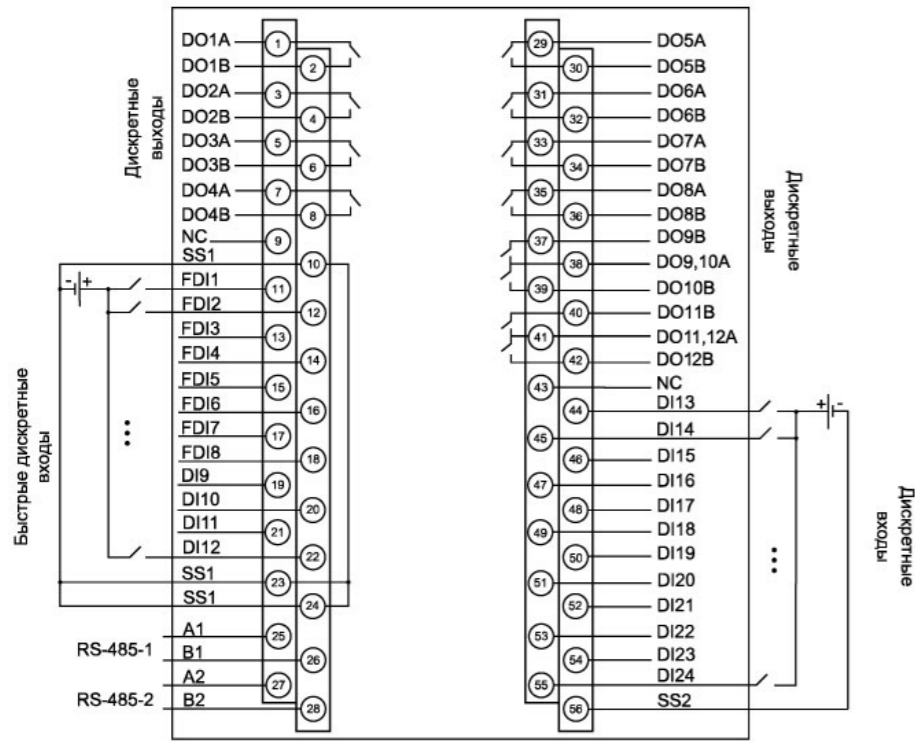 Дискретные
выходы
DO1A 1
DO1B 2
DO2A 3
DO2B 4
DO3A 5
DO3B 6
DO4A 7
DO4B 8
NC 9
SS1 10
- +
FDI1 11
FDI2 12
FDI3 13
FDI4 14
FDI5 15
FDI6 16
FDI7 17
FDI8 18
DI9 19
DI10 20
DI11 21
DI12 22
SS1 23
SS1 24
Быстрые дискретные
входы
RS-485-1
A1 25
B1 26
RS-485-2
A2 27
B2 28
29 DO5A
30 DO5B
31 DO6A
32 DO6B
33 DO7A
34 DO7B
35 DO8A
36 DO8B
37 DO9B
38 DO9,10A
39 DO10B
40 DO11B
41 DO11,12A
42 DO12B
Дискретные
выходы
43 NC
44 DI13
+ -
45 DI14
46 DI15
47 DI16
48 DI17
49 DI18
50 DI19
51 DI20
52 DI21
53 DI22
54 DI23
55 DI24
56 SS2
Дискретные
входы